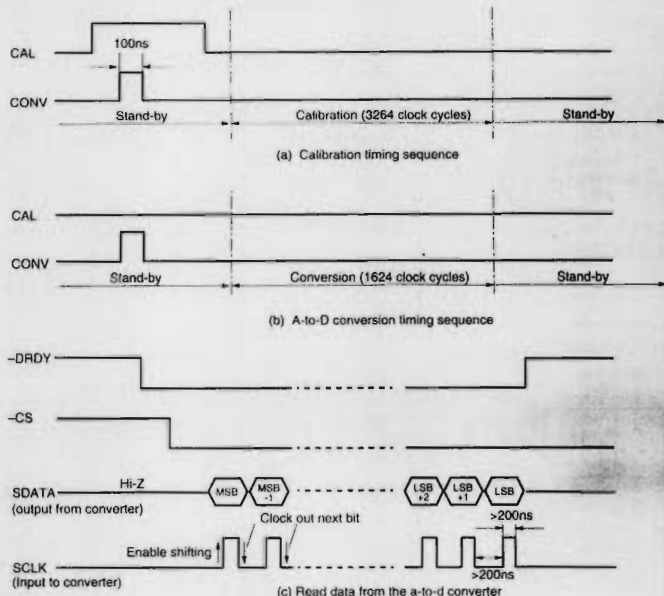 CAL
100ns
CONV
Stand-by
Calibration (3264 clock cycles)
Stand-by
(a) Calibration timing sequence
CAL
CONV
Stand-by
Conversion (1624 clock cycles)
Stand-by
(b) A-to-D conversion timing sequence
–DRDY
–CS
SDATA
(output from converter)
Hi-Z
MSB
MSB
-1
LSB
+2
LSB
+1
LSB
>200ns
Enable shifting
Clock out next bit
SCLK
(Input to converter)
>200ns
(c) Read data from the a-to-d converter